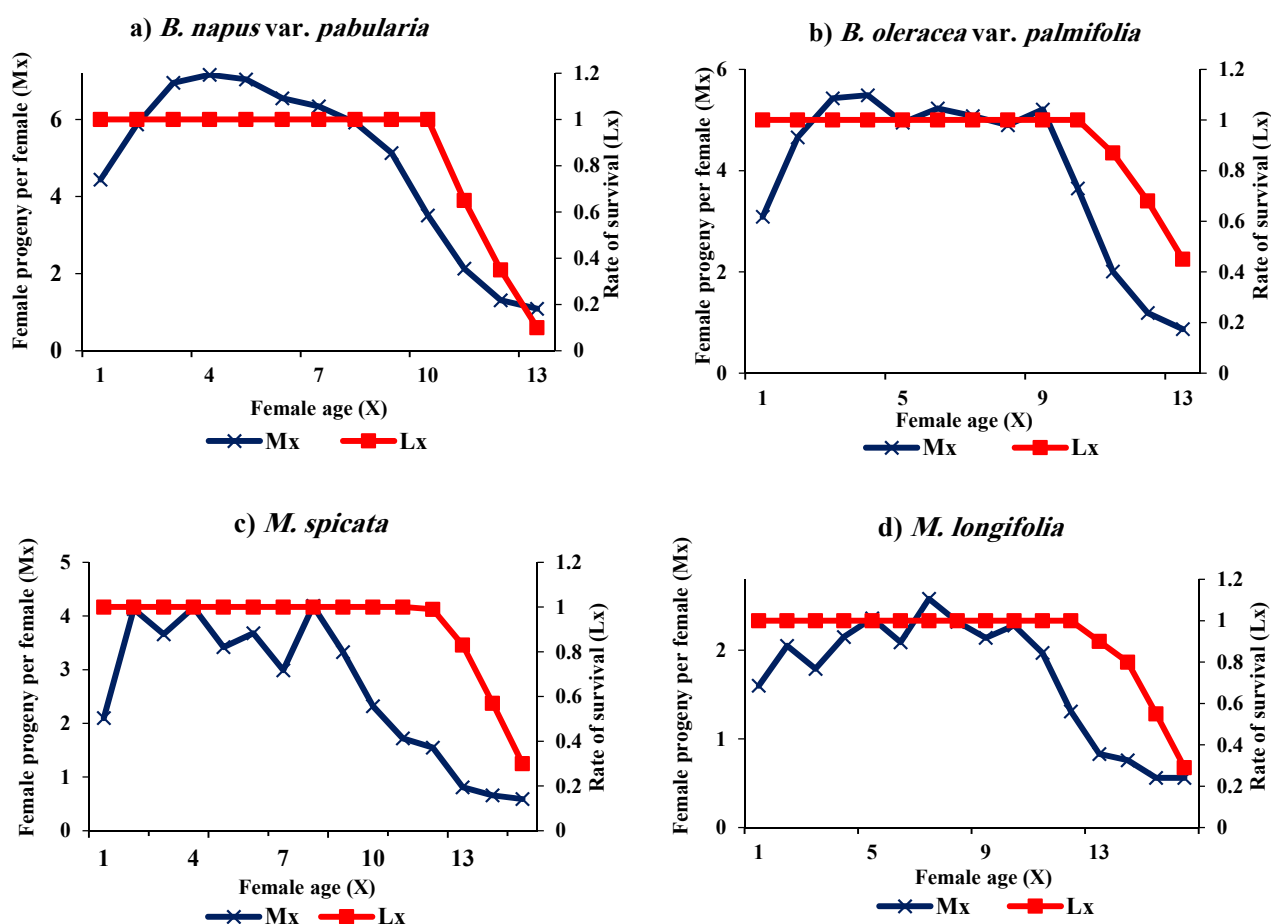 a) B. napus var. pabularia
Female progeny per female (Mx)
6
4
2
0
1.2
1
0.8
0.6
0.4
0.2
0
Rate of survival (Lx)
1 4 7 10 13
Female age (X)
Mx Lx
b) B. oleracea var. palmifolia
Female progeny per female (Mx)
6
4
2
0
1.2
1
0.8
0.6
0.4
0.2
0
Rate of survival (Lx)
1 5 9 13
Female age (X)
Mx Lx
c) M. spicata
Female progeny per female (Mx)
5
4
3
2
1
0
1.2
1
0.8
0.6
0.4
0.2
0
Rate of survival (Lx)
1 4 7 10 13
Female age (X)
Mx Lx
d) M. longifolia
Female progeny per female (Mx)
2
1
0
1.2
1
0.8
0.6
0.4
0.2
0
Rate of survival (Lx)
1 5 9 13
Female age (X)
Mx Lx